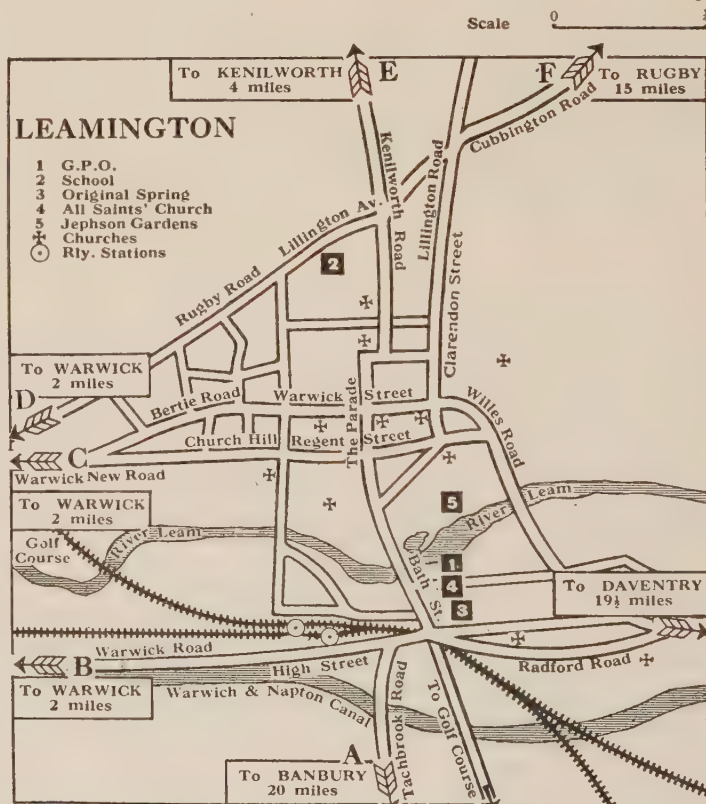 Scale 0
To KENILWORTH
4 miles
E
F
To RUGBY
15 miles
LEAMINGTON
1 G.P.O.
2 School
3 Original Spring
4 All Saints' Church
5 Jephson Gardens
Churches
Rly. Stations
Cubbington Road
Kenilworth Road
Lillington Road
Lillington Av.
Rugby Road
2
Clarendon Street
To WARWICK
2 miles
D
Bertie Road
Warwick Street
The Parade
Willes Road
Church Hill
Regent Street
C
Warwick New Road
To WARWICK
2 miles
5
River Leam
Golf
Course
River Leam
1
Bath St.
4
To DAVENTRY
19½ miles
3
Warwick Road
B
High Street
Radford Road
To WARWICK
2 miles
Warwich & Napton Canal
Tachbrook Road
To Golf Course
A
To BANBURY
20 miles